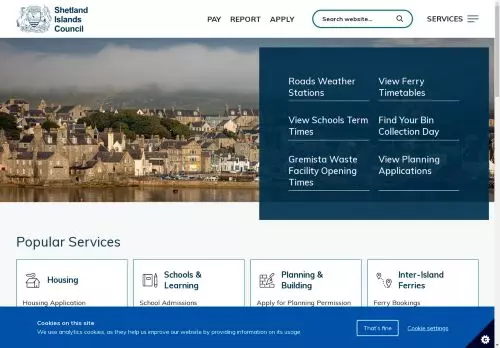 Shetland
Islands
Council
PAY REPORT APPLY
Search website...
SERVICES
Roads Weather
Stations
View Ferry
Timetables
View Schools Term
Times
Find Your Bin
Collection Day
Gremista Waste
Facility Opening
Times
View Planning
Applications
Popular Services
Housing
Housing Application
Schools &
Learning
School Admissions
Planning &
Building
Apply for Planning Permission
Inter-Island
Ferries
Ferry Bookings
Cookies on this site
We use analytics cookies, as they help us improve our website by providing information on its usage.
That's fine
Cookie settings